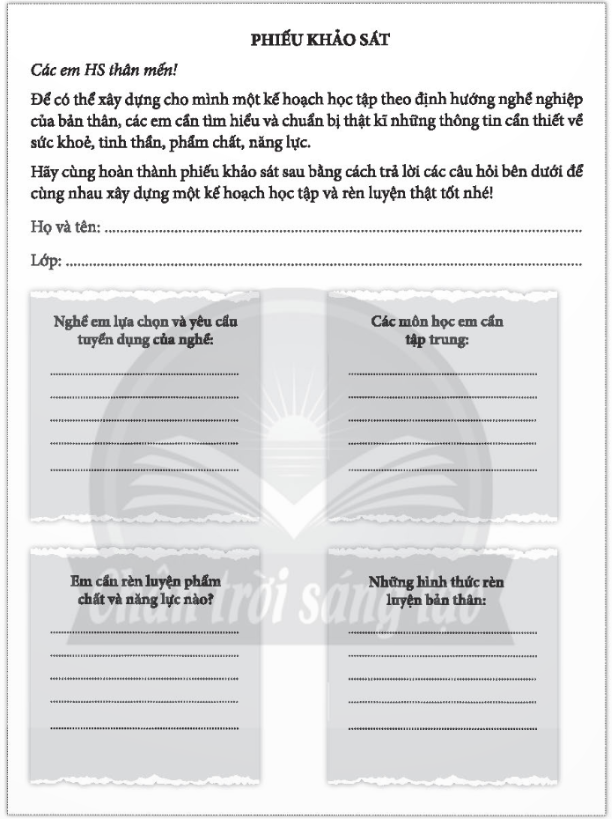 PHIẾU KHẢO SÁT
Các em HS thân mến!
Để có thể xây dựng cho mình một kế hoạch học tập theo định hướng nghề nghiệp
của bản thân, các em cần tìm hiểu và chuẩn bị thật kĩ những thông tin cần thiết về
sức khoẻ, tinh thần, phẩm chất, năng lực.
Hãy cùng hoàn thành phiếu khảo sát sau bằng cách trả lời các câu hỏi bên dưới để
cùng nhau xây dựng một kế hoạch học tập và rèn luyện thật tốt nhé!
Họ và tên:
Lớp:
Nghề em lựa chọn và yêu cầu
tuyển dụng của nghề:
Các môn học em cần
tập trung:
Em cần rèn luyện phẩm
chất và năng lực nào?
Những hình thức rèn
luyện bản thân:
Chân trời sáng tạo